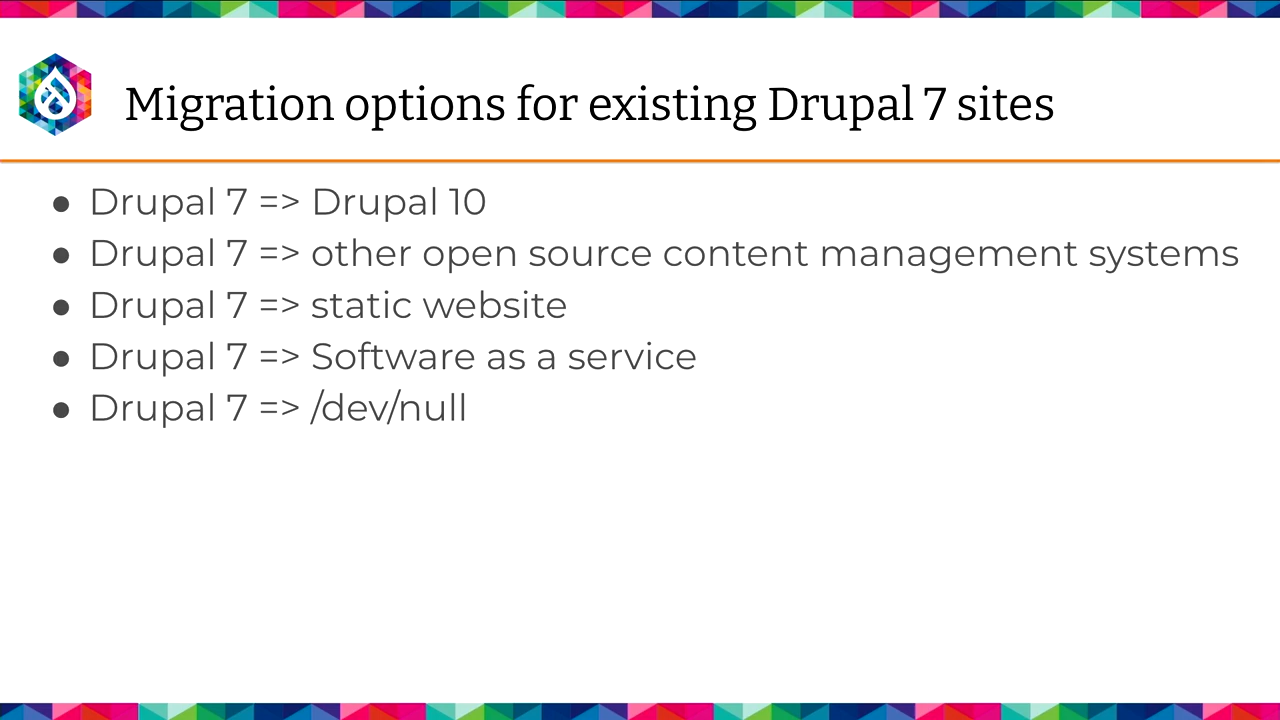 Migration options for existing Drupal 7 sites
● Drupal 7 => Drupal 10
● Drupal 7 => other open source content management systems
● Drupal 7 => static website
● Drupal 7 => Software as a service
● Drupal 7 => /dev/null